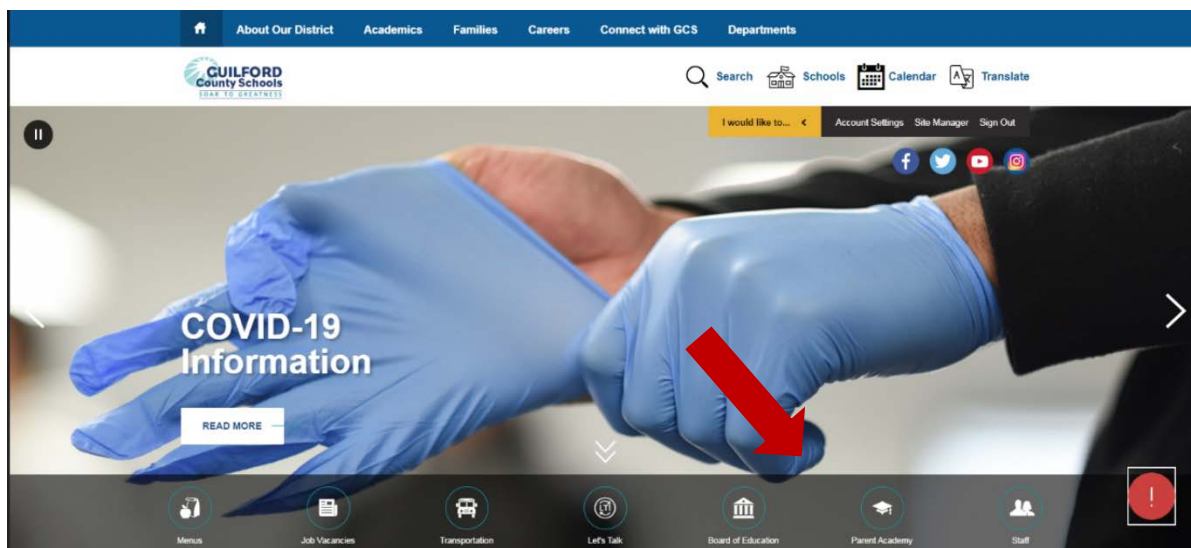 About Our District Academics Families Careers Connect with GCS Departments
GUILFORD
County Schools
SOAR TO GREATNESS
Search Schools Calendar Translate
I would like to... Account Settings Site Manager Sign Out
COVID-19
Information
READ MORE
Menus Job Vacancies Transportation Let's Talk Board of Education Parent Academy Staff